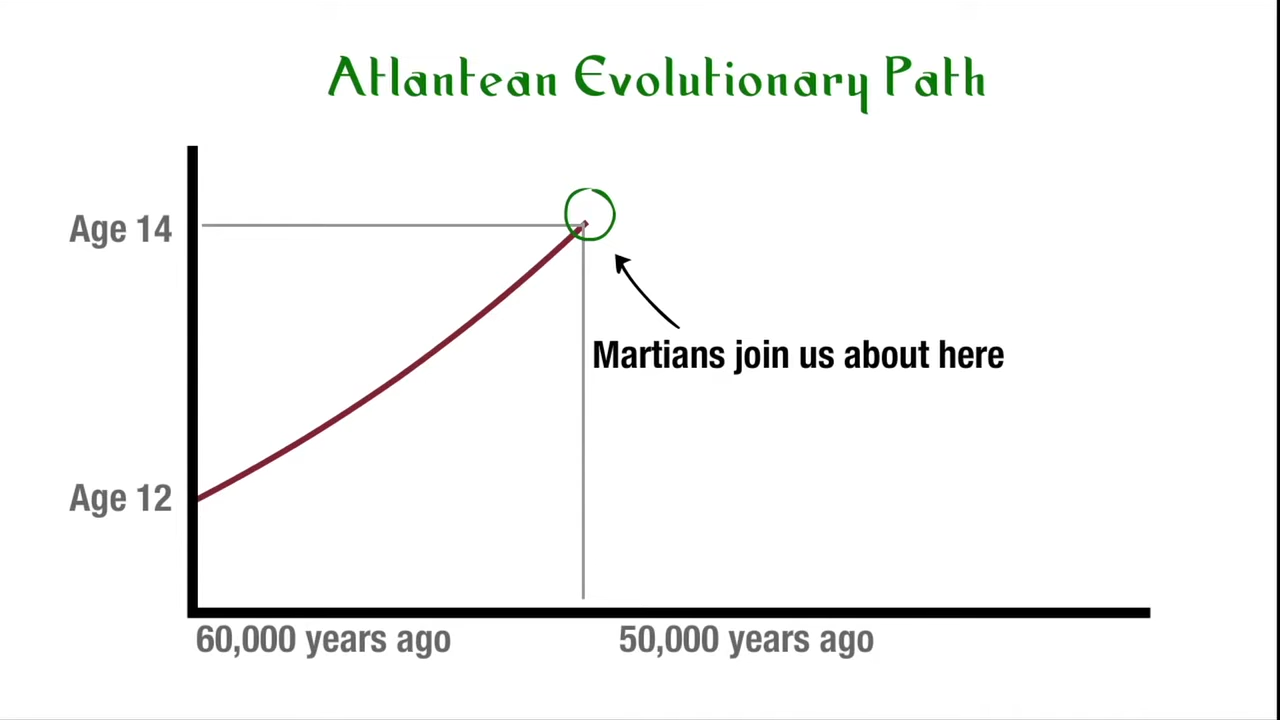 Atlantean Evolutionary Path
Age 14
Martians join us about here
Age 12
60,000 years ago
50,000 years ago